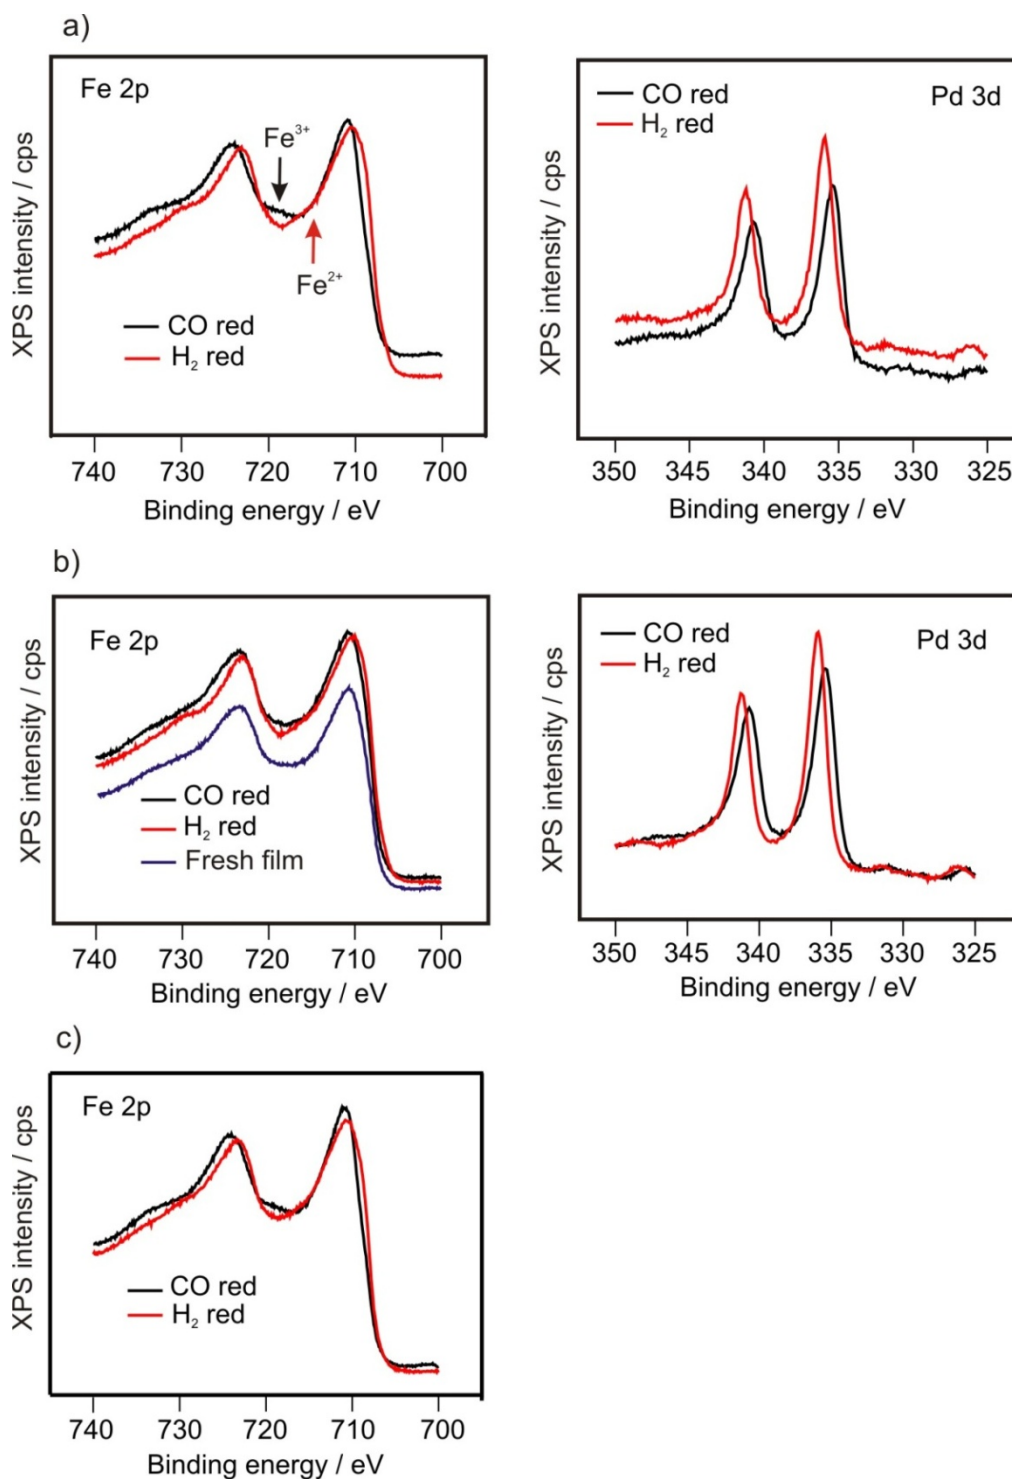 a)
Fe 2p
Fe³⁺
Fe²⁺
CO red
H₂ red
XPS intensity / cps
740 730 720 710 700
Binding energy / eV
CO red
H₂ red
Pd 3d
XPS intensity / cps
350 345 340 335 330 325
Binding energy / eV
b)
Fe 2p
CO red
H₂ red
Fresh film
XPS intensity / cps
740 730 720 710 700
Binding energy / eV
CO red
H₂ red
Pd 3d
XPS intensity / cps
350 345 340 335 330 325
Binding energy / eV
c)
Fe 2p
CO red
H₂ red
XPS intensity / cps
740 730 720 710 700
Binding energy / eV